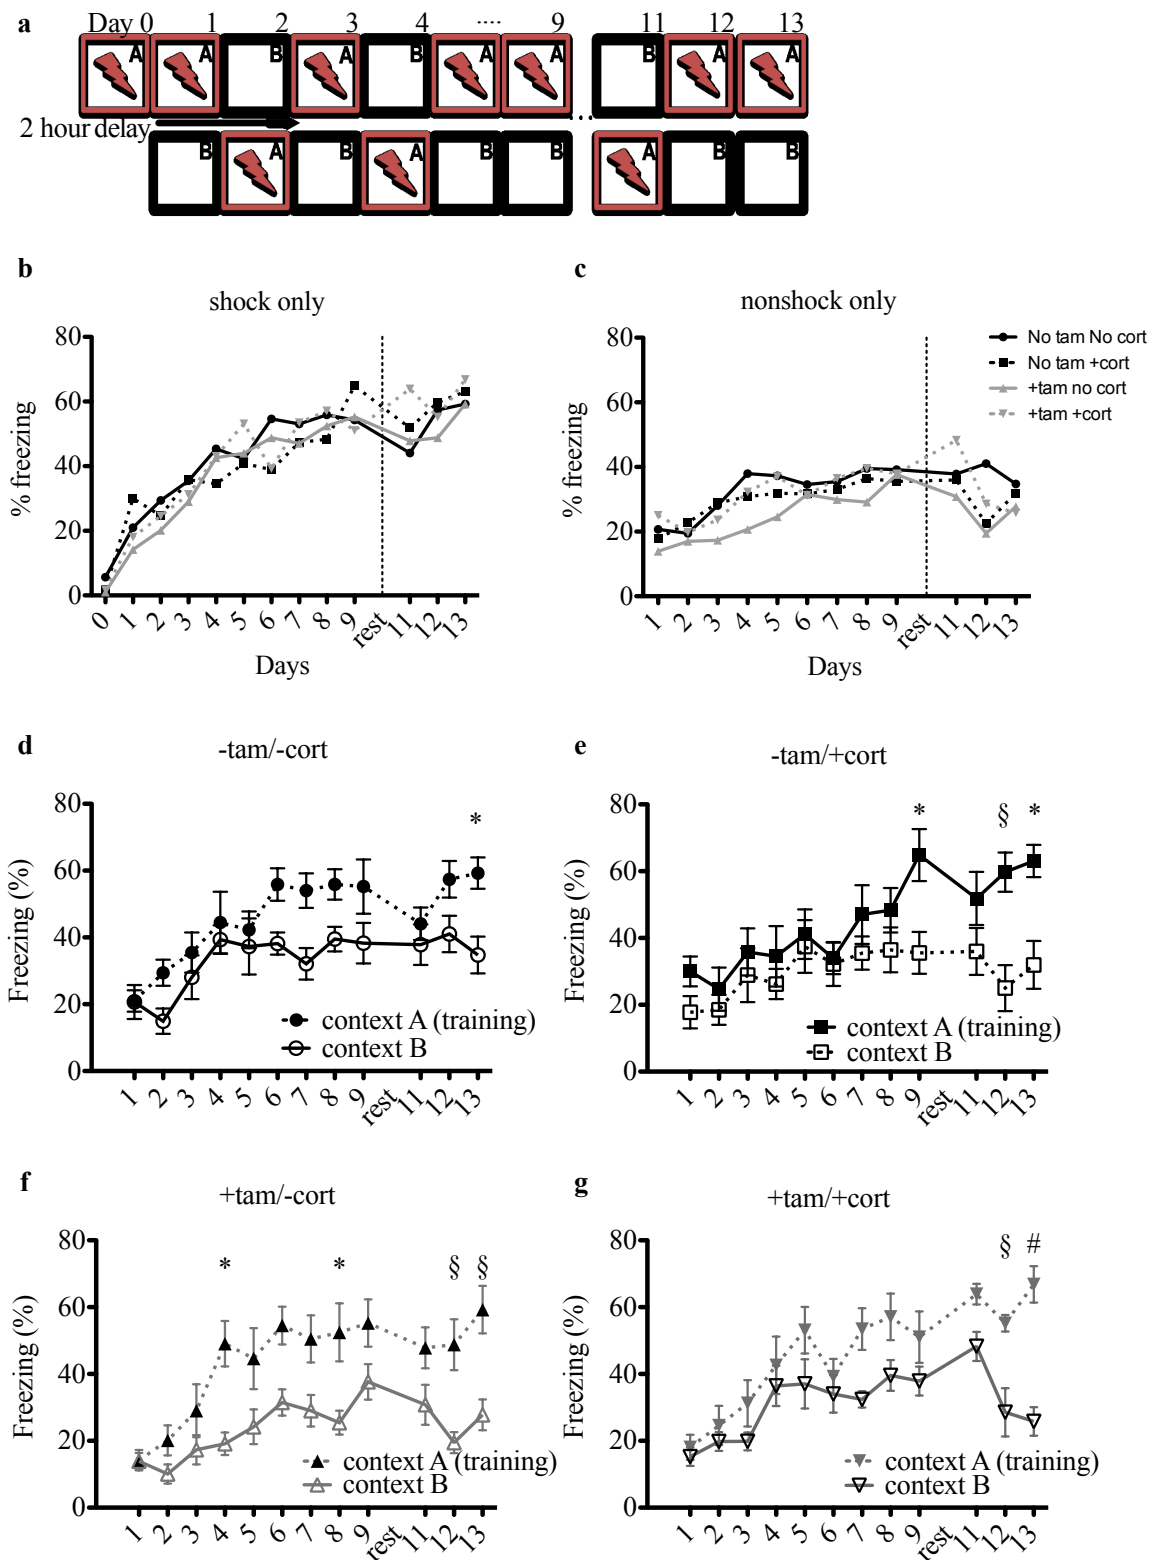 a
Day 0 1 2 3 4 .... 9 11 12 13
A A B A B A A B A A
2 hour delay
...
B A B A B B A B B
b
shock only
80
60
40
20
0
% freezing
0 1 2 3 4 5 6 7 8 9 rest 11 12 13
Days
c
nonshock only
80
60
40
20
0
% freezing
1 2 3 4 5 6 7 8 9 rest 11 12 13
Days
No tam No cort
No tam +cort
+tam no cort
+tam +cort
d
-tam/-cort
80
60
40
20
0
Freezing (%)
*
context A (training)
context B
1 2 3 4 5 6 7 8 9 rest 11 12 13
e
-tam/+cort
80
60
40
20
0
Freezing (%)
* § *
context A (training)
context B
1 2 3 4 5 6 7 8 9 rest 11 12 13
f
+tam/-cort
80
60
40
20
0
Freezing (%)
* * § §
context A (training)
context B
1 2 3 4 5 6 7 8 9 rest 11 12 13
g
+tam/+cort
80
60
40
20
0
Freezing (%)
§ #
context A (training)
context B
1 2 3 4 5 6 7 8 9 rest 11 12 13